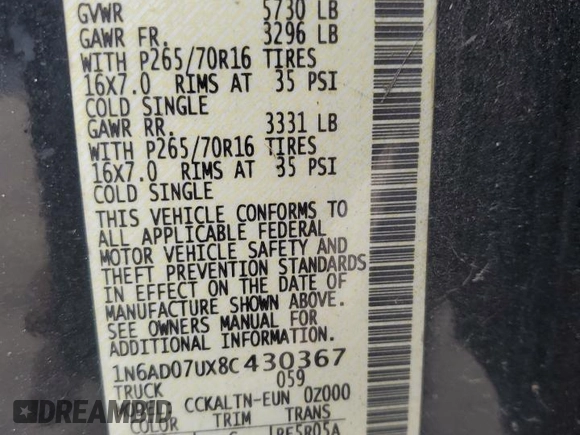 GVWR 5730 LB
GAWR FR. 3296 LB
WITH P265/70R16 TIRES
16X7.0 RIMS AT 35 PSI
COLD SINGLE
GAWR RR. 3331 LB
WITH P265/70R16 TIRES
16X7.0 RIMS AT 35 PSI
COLD SINGLE
THIS VEHICLE CONFORMS TO
ALL APPLICABLE FEDERAL
MOTOR VEHICLE SAFETY AND
THEFT PREVENTION STANDARDS
IN EFFECT ON THE DATE OF
MANUFACTURE SHOWN ABOVE.
SEE OWNERS MANUAL FOR
ADDITIONAL INFORMATION.
1N6AD07UX8C430367
TRUCK 059
CCKALTN-EUN 0Z000
COLOR TRIM TRANS
G RE5R05A
BIDFAX